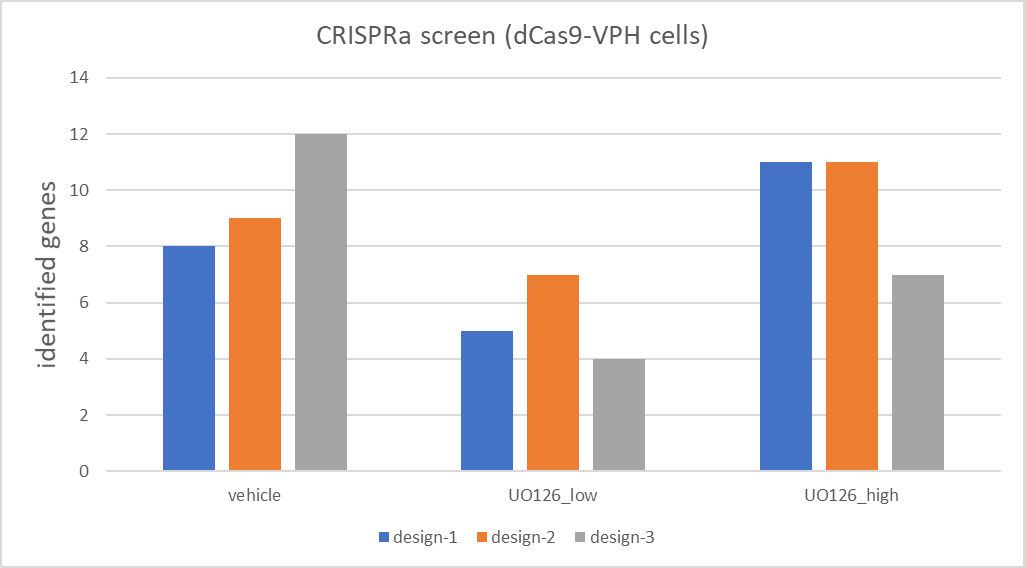 CRISPRa screen (dCas9-VPH cells)
identified genes
14
12
10
8
6
4
2
0
vehicle
UO126_low
UO126_high
design-1
design-2
design-3